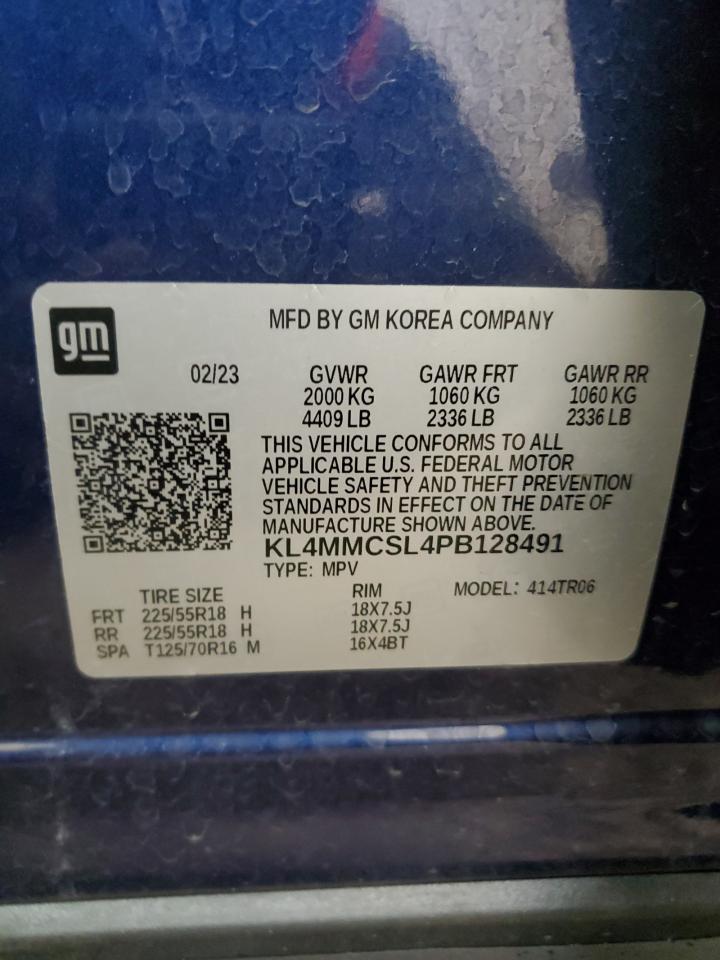 gm
MFD BY GM KOREA COMPANY
02/23 GVWR GAWR FRT GAWR RR
2000 KG 1060 KG 1060 KG
4409 LB 2336 LB 2336 LB
THIS VEHICLE CONFORMS TO ALL
APPLICABLE U.S. FEDERAL MOTOR
VEHICLE SAFETY AND THEFT PREVENTION
STANDARDS IN EFFECT ON THE DATE OF
MANUFACTURE SHOWN ABOVE.
KL4MMCSL4PB128491
TYPE: MPV
TIRE SIZE RIM MODEL: 414TR06
FRT 225/55R18 H 18X7.5J
RR 225/55R18 H 18X7.5J
SPA T125/70R16 M 16X4BT